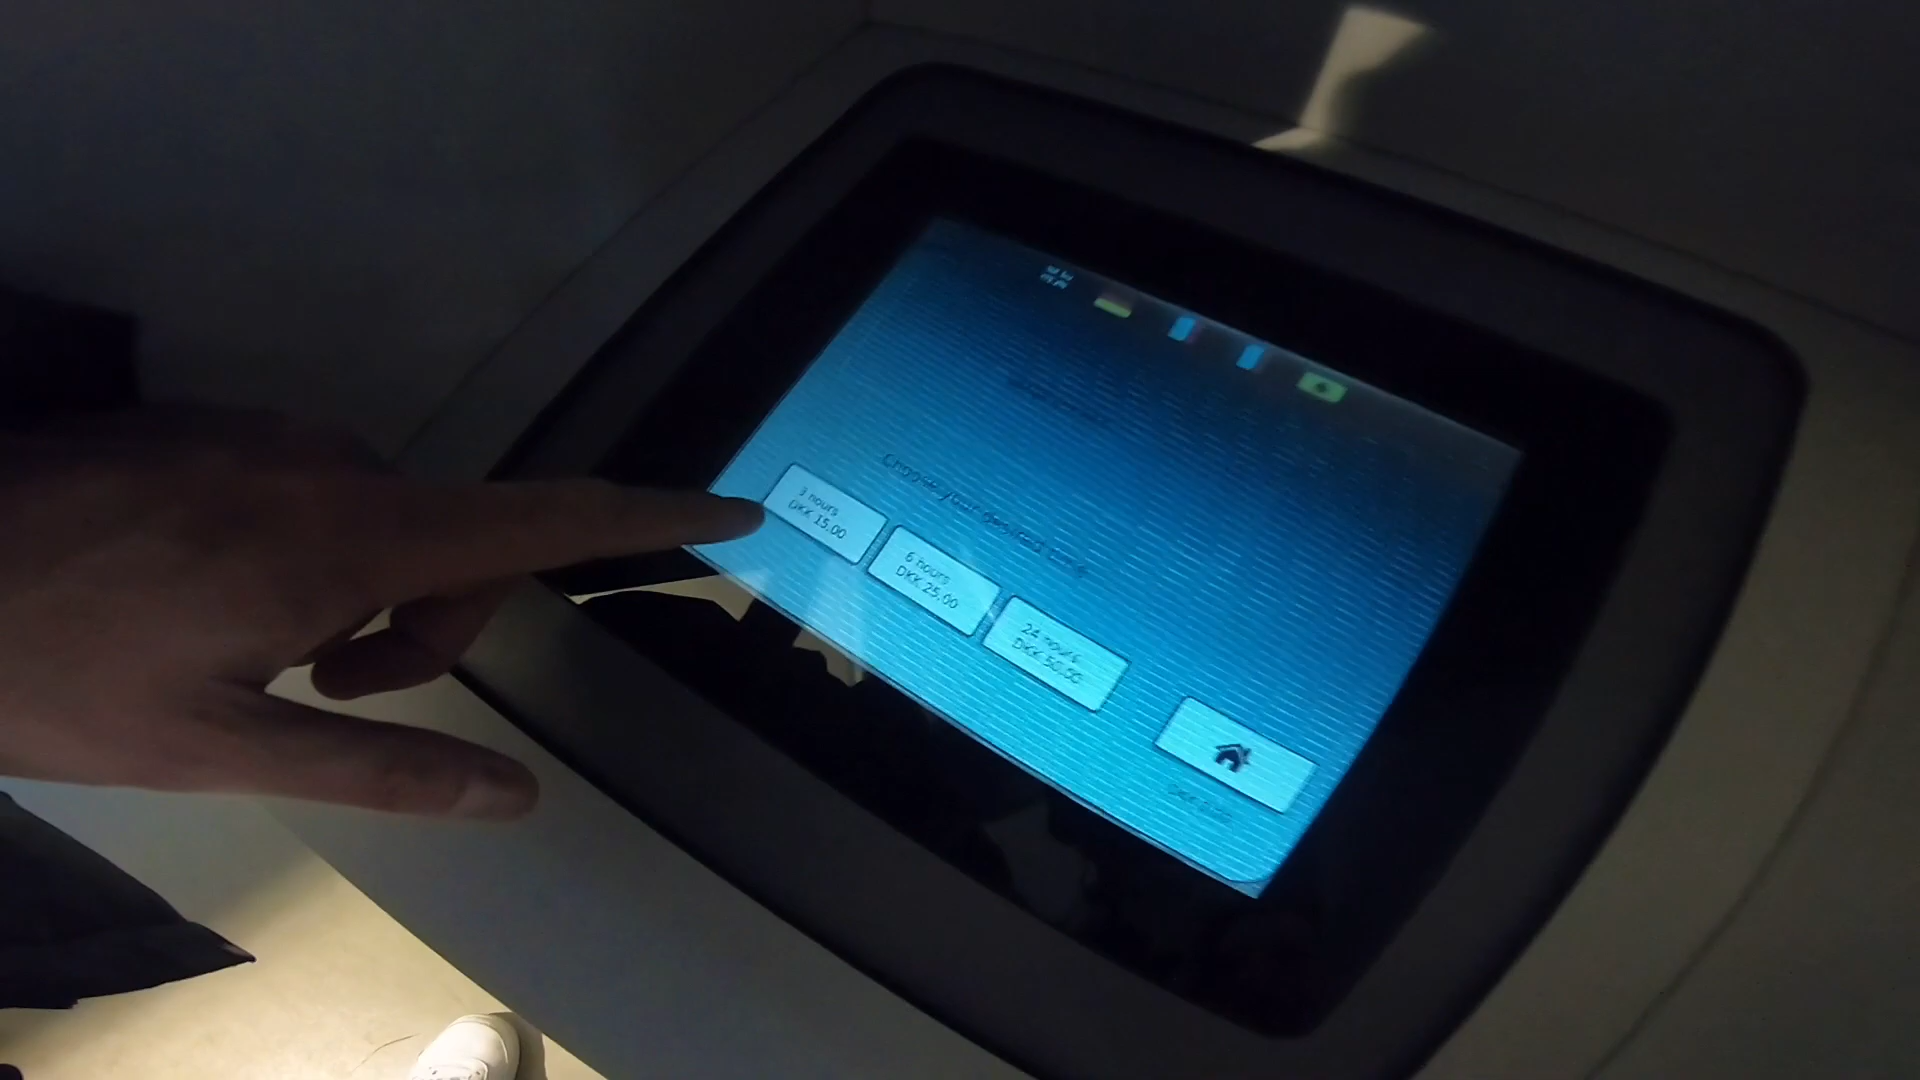 Choose your desired time
3 hours
DKK 15.00
6 hours
DKK 25.00
24 hours
DKK 50.00